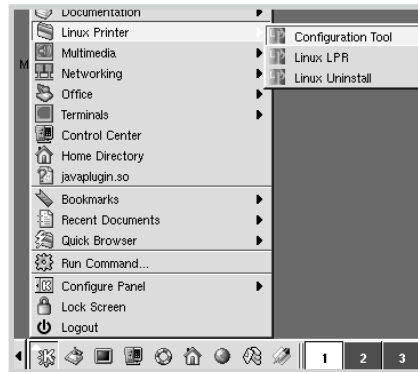 Documentation
Linux Printer
Configuration Tool
Multimedia
Linux LPR
M
Networking
Linux Uninstall
Office
Terminals
Control Center
Home Directory
javaplugin.so
Bookmarks
Recent Documents
Quick Browser
Run Command...
Configure Panel
Lock Screen
Logout
1 2 3